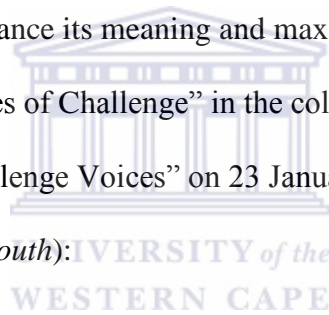 ance its meaning and max
es of Challenge” in the col
llenge Voices” on 23 Janua
outh):
UNIVERSITY of the
WESTERN CAPE